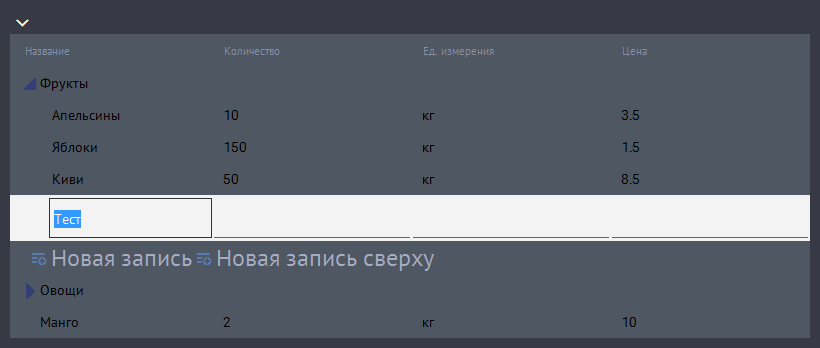 Название Количество Ед. измерения Цена
Фрукты
Апельсины 10 кг 3.5
Яблоки 150 кг 1.5
Киви 50 кг 8.5
Тест
Новая запись Новая запись сверху
Овощи
Манго 2 кг 10